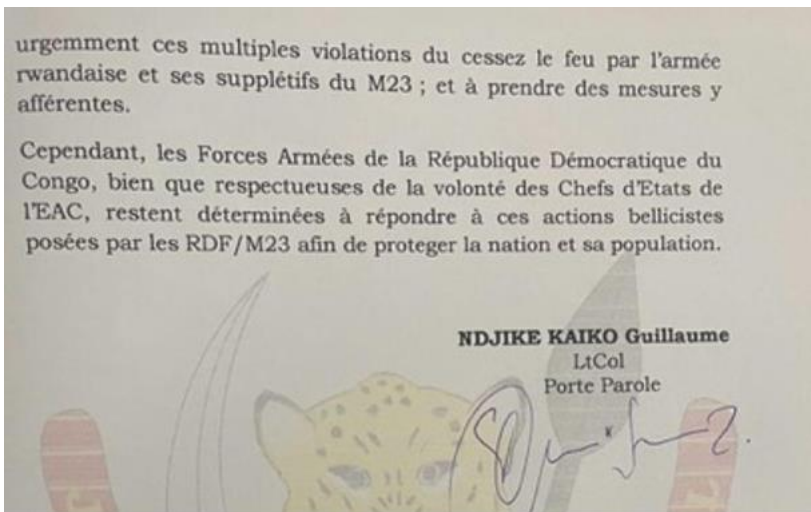 urgemment ces multiples violations du cessez le feu par l'armée
rwandaise et ses supplétifs du M23 ; et à prendre des mesures y
afférentes.
Cependant, les Forces Armées de la République Démocratique du
Congo, bien que respectueuses de la volonté des Chefs d'Etats de
l'EAC, restent déterminées à répondre à ces actions bellicistes
posées par les RDF/M23 afin de proteger la nation et sa population.
NDJIKE KAIKO Guillaume
LtCol
Porte Parole